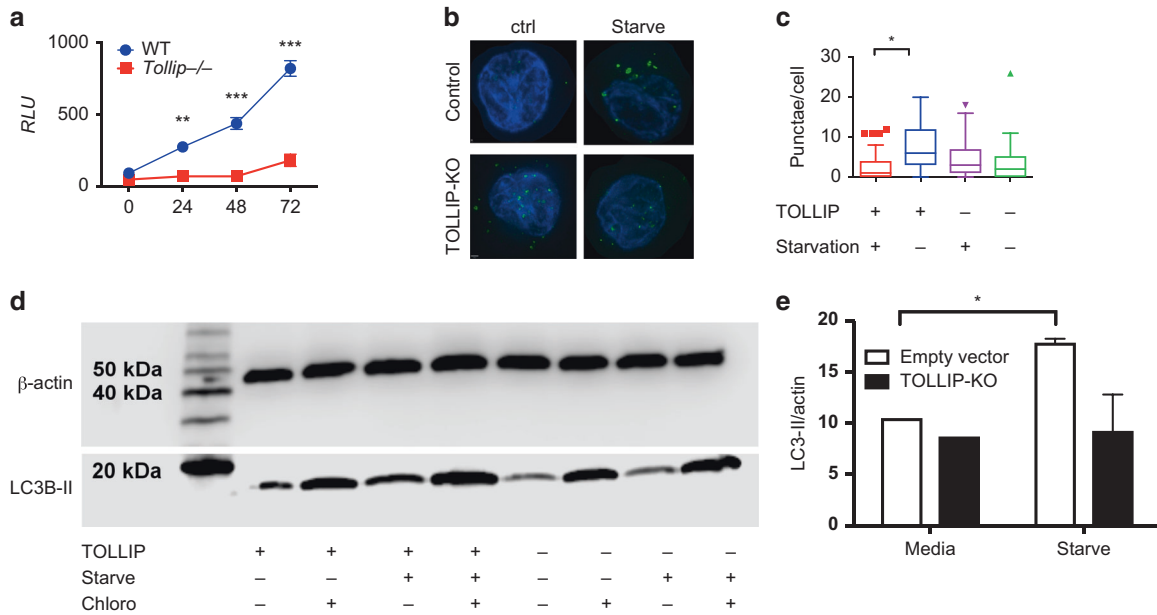 a
1000
500
0
RLU
WT
Tollip–/–
**
***
***
0 24 48 72
b
ctrl Starve
Control
TOLLIP-KO
c
*
30
20
10
0
Punctae/cell
TOLLIP + + – –
Starvation + – + –
d
β-actin
50 kDa
40 kDa
LC3B-II
20 kDa
TOLLIP + + + + – – – –
Starve – – + + – – + +
Chloro – + – + – + – +
e
*
20
15
10
5
0
LC3-II/actin
Empty vector
TOLLIP-KO
Media Starve